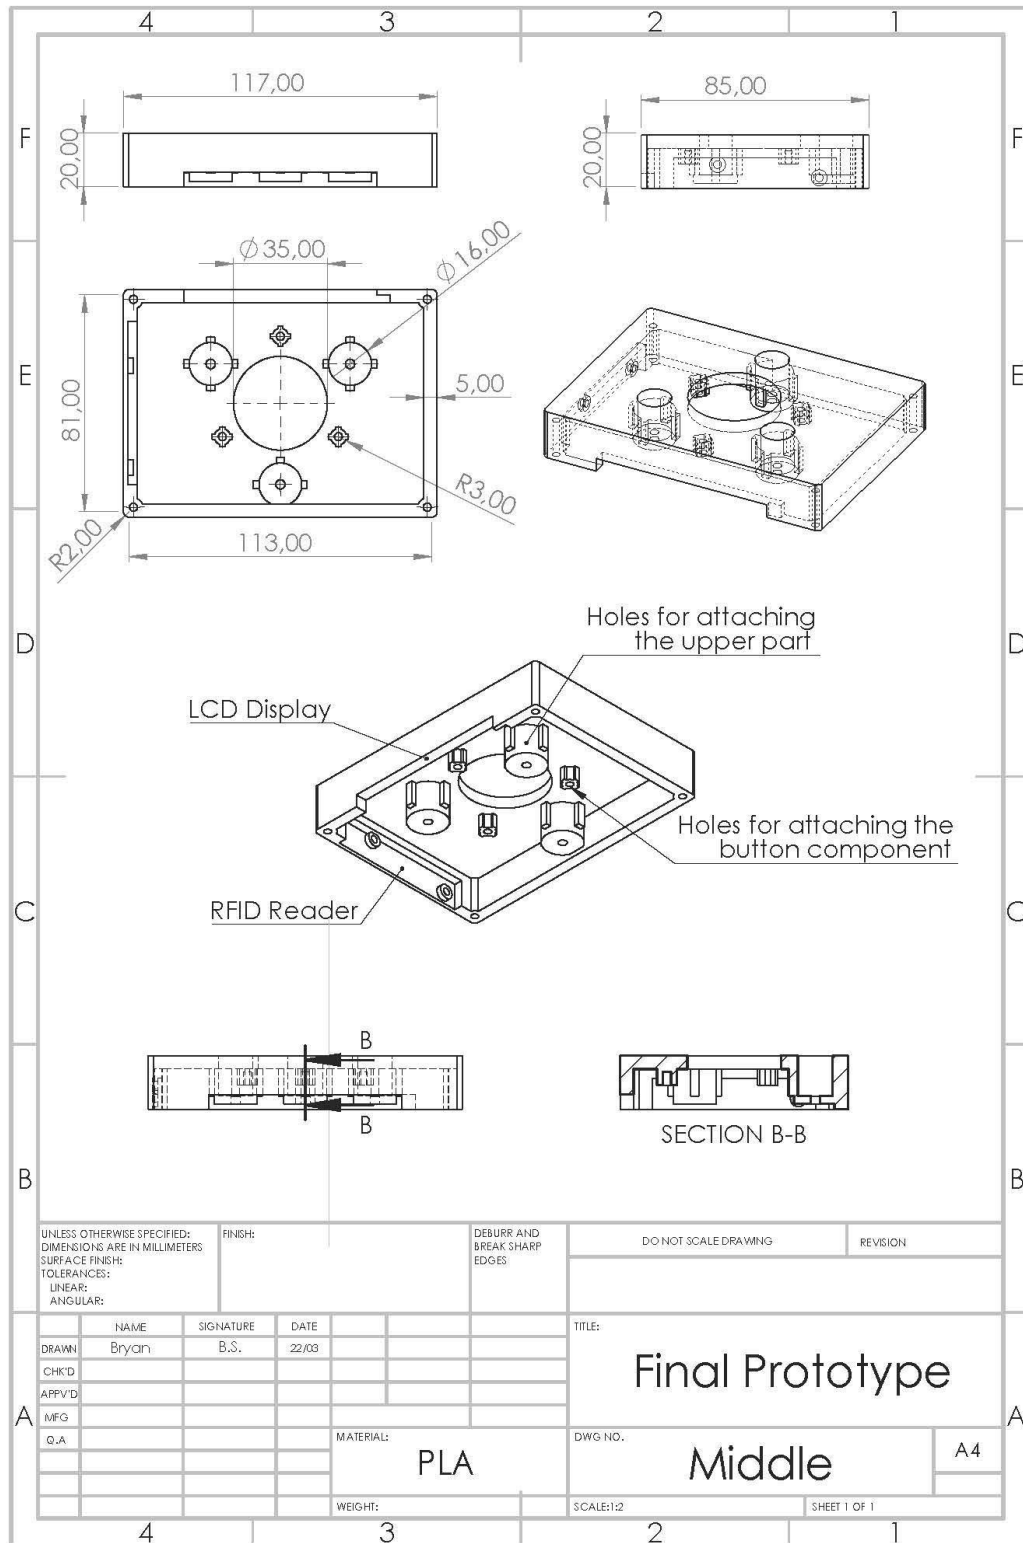 4 3 2 1
F F
117,00
20,00
85,00
20,00
E E
∅ 35,00
∅ 16,00
81,00
5,00
R3,00
R2,00
113,00
D D
Holes for attaching
the upper part
LCD Display
Holes for attaching the
button component
RFID Reader
C C
B
B
SECTION B-B
B B
UNLESS OTHERWISE SPECIFIED:
DIMENSIONS ARE IN MILLIMETERS
SURFACE FINISH:
TOLERANCES:
LINEAR:
ANGULAR:
FINISH:
DEBURR AND
BREAK SHARP
EDGES
DO NOT SCALE DRAWING
REVISION
NAME SIGNATURE DATE
DRAWN Bryan B.S. 22/03
CHK'D
APPV'D
MFG
Q.A
TITLE:
Final Prototype
A A
MATERIAL:
PLA
DWG NO.
Middle
A4
WEIGHT:
SCALE:1:2
SHEET 1 OF 1
4 3 2 1